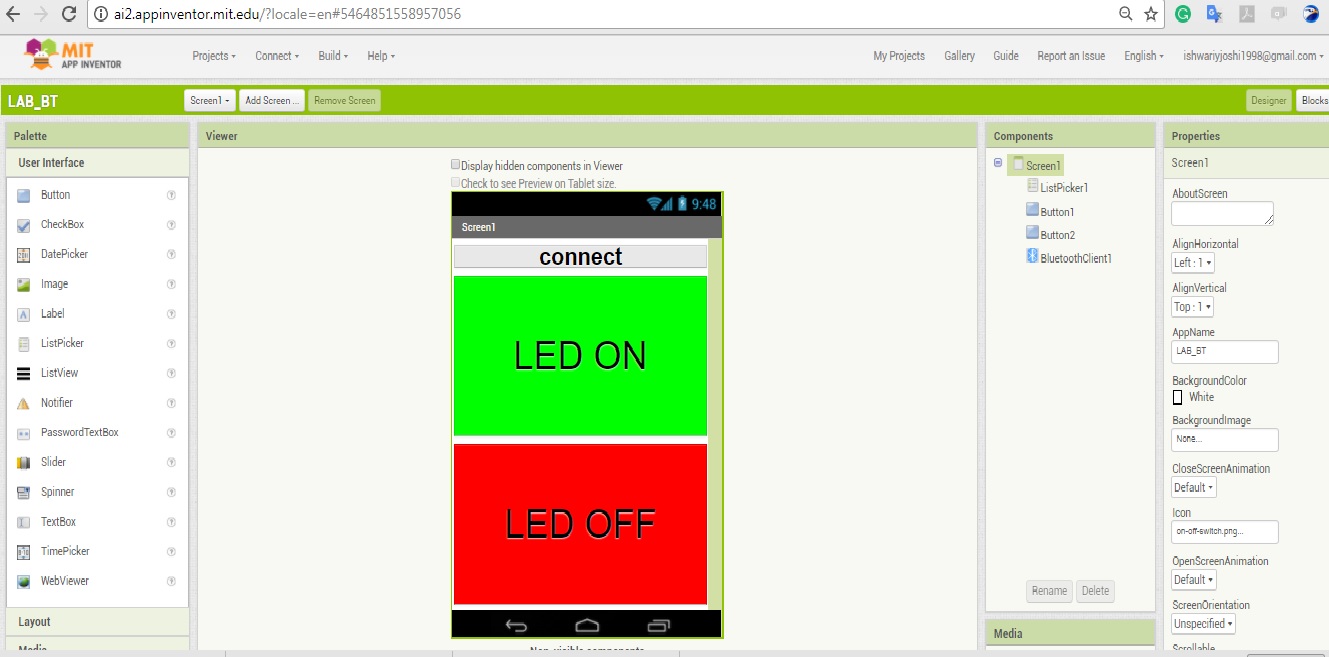 ai2.appinventor.mit.edu/?locale=en#5464851558957056
MIT
APP INVENTOR
Projects
Connect
Build
Help
My Projects
Gallery
Guide
Report an Issue
English
ishwariyjoshi1998@gmail.com
LAB_BT
Screen1
Add Screen ...
Remove Screen
Designer
Blocks
Palette
User Interface
Button
CheckBox
DatePicker
Image
Label
ListPicker
ListView
Notifier
PasswordTextBox
Slider
Spinner
TextBox
TimePicker
WebViewer
Layout
Media
Viewer
Display hidden components in Viewer
Check to see Preview on Tablet size.
9:48
Screen1
connect
LED ON
LED OFF
Non-visible components
Components
Screen1
ListPicker1
Button1
Button2
BluetoothClient1
Rename
Delete
Media
Properties
Screen1
AboutScreen
AlignHorizontal
Left : 1
AlignVertical
Top : 1
AppName
LAB_BT
BackgroundColor
White
BackgroundImage
None...
CloseScreenAnimation
Default
Icon
on-off-switch.png...
OpenScreenAnimation
Default
ScreenOrientation
Unspecified
Scrollable